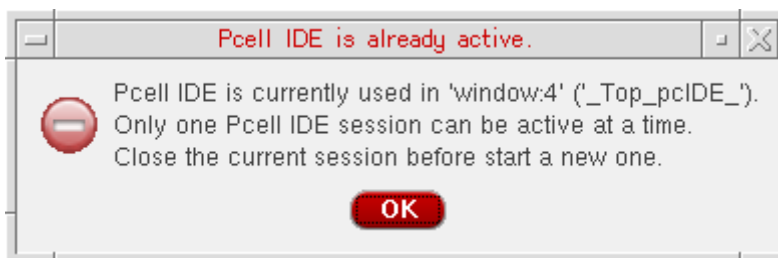 Pcell IDE is already active.
Pcell IDE is currently used in 'window:4' ('_Top_pcIDE_').
Only one Pcell IDE session can be active at a time.
Close the current session before start a new one.
OK